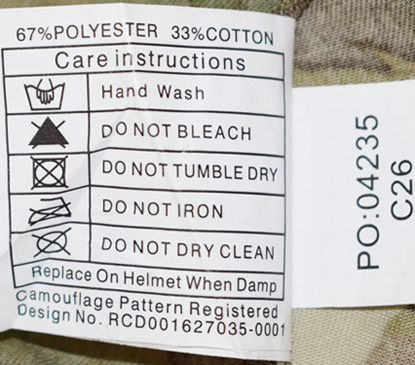 67%POLYESTER 33%COTTON
Care instructions
Hand Wash
DO NOT BLEACH
DO NOT TUMBLE DRY
DO NOT IRON
DO NOT DRY CLEAN
Replace On Helmet When Damp
Camouflage Pattern Registered
Design No. RCD001627035-0001
PO:04235
C26